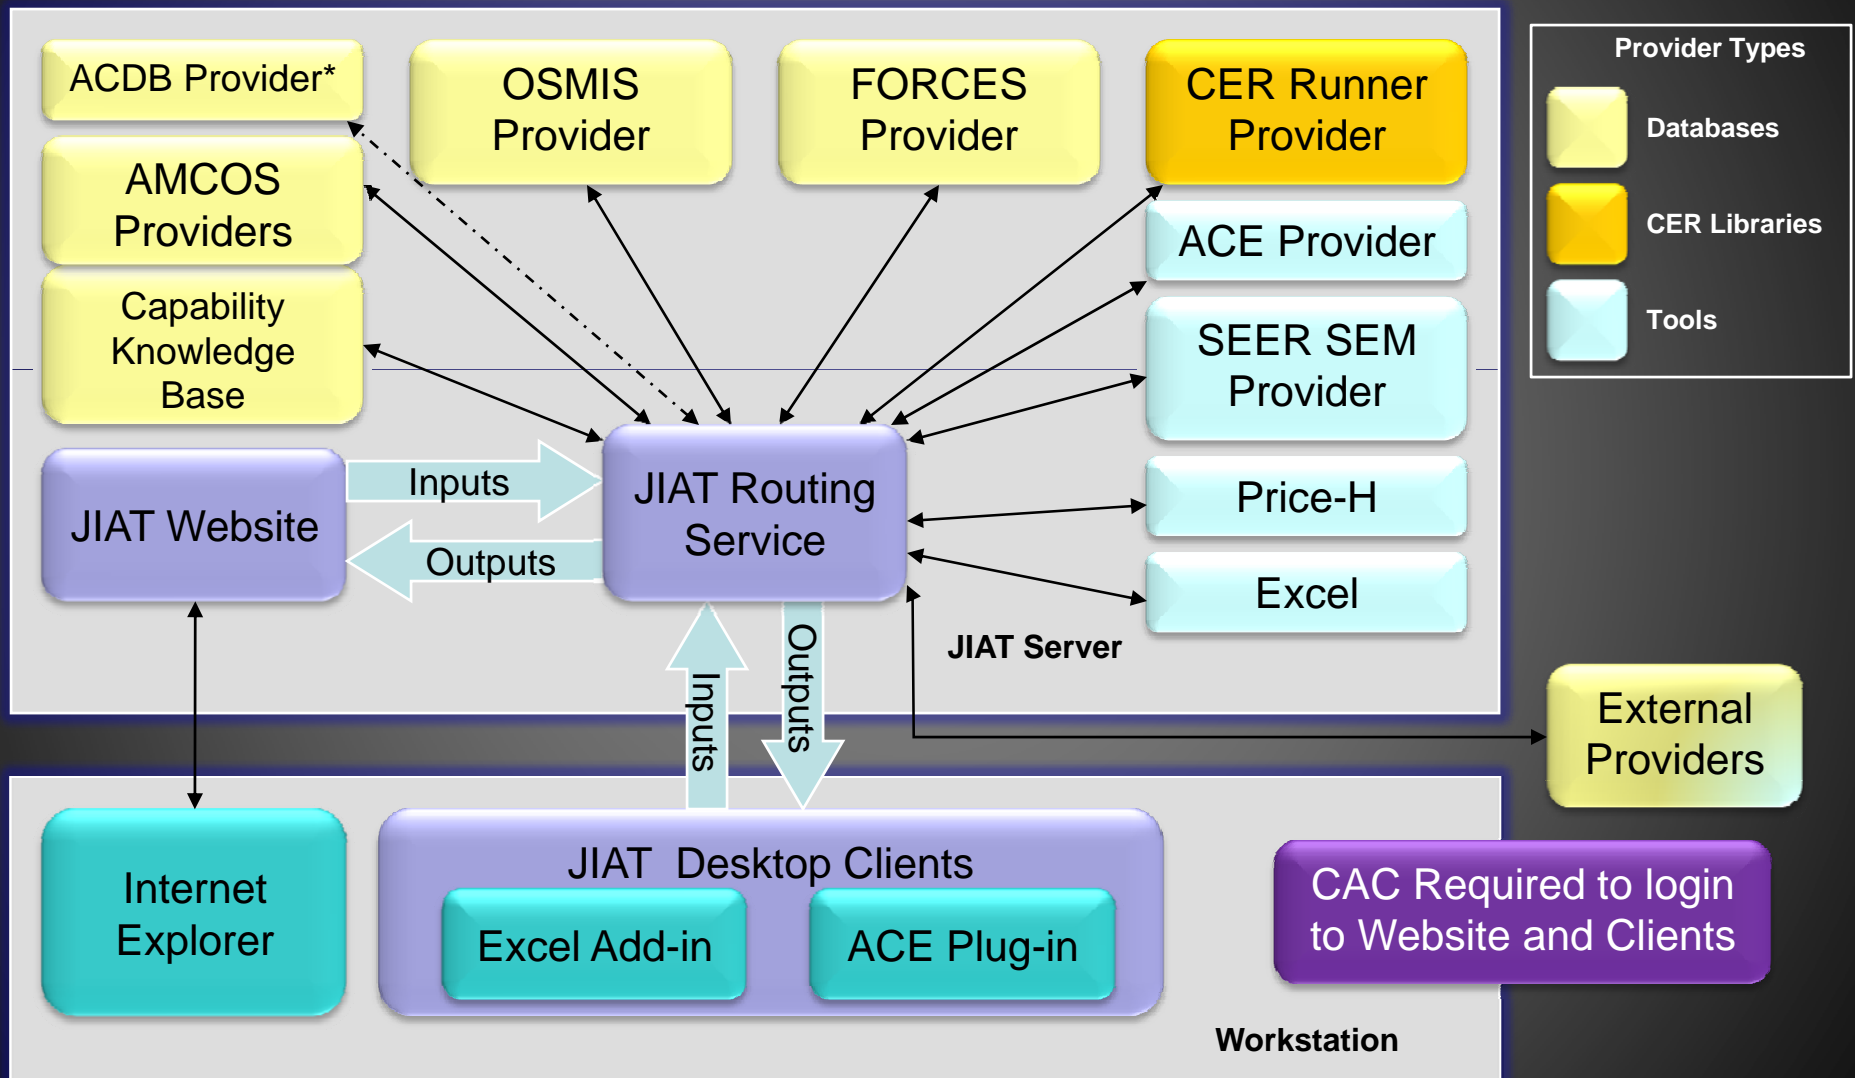 ACDB Provider*
OSMIS
Provider
FORCES
Provider
CER Runner
Provider
Provider Types
Databases
CER Libraries
Tools
AMCOS
Providers
Capability
Knowledge
Base
ACE Provider
SEER SEM
Provider
Price-H
Excel
JIAT Website
Inputs
Outputs
JIAT Routing
Service
JIAT Server
Inputs
Outputs
External
Providers
Internet
Explorer
JIAT Desktop Clients
Excel Add-in
ACE Plug-in
CAC Required to login
to Website and Clients
Workstation